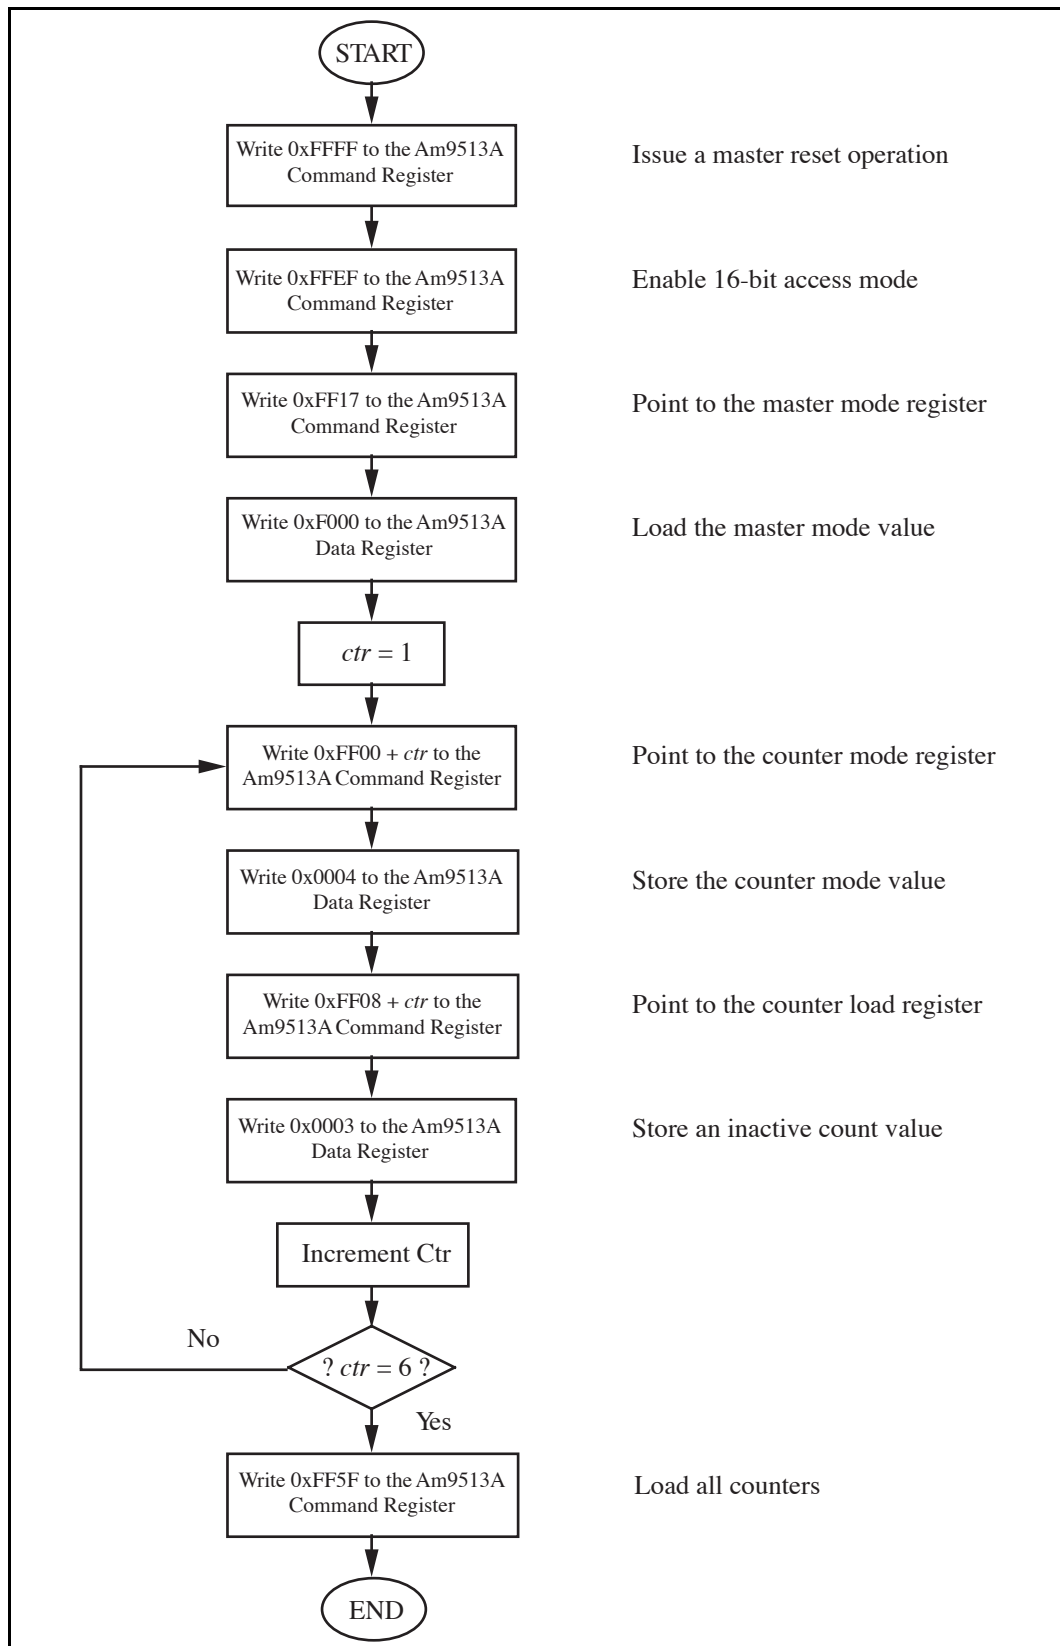 START
Write 0xFFFF to the Am9513A
Command Register
Issue a master reset operation
Write 0xFFEF to the Am9513A
Command Register
Enable 16-bit access mode
Write 0xFF17 to the Am9513A
Command Register
Point to the master mode register
Write 0xF000 to the Am9513A
Data Register
Load the master mode value
ctr = 1
Write 0xFF00 + ctr to the
Am9513A Command Register
Point to the counter mode register
Write 0x0004 to the Am9513A
Data Register
Store the counter mode value
Write 0xFF08 + ctr to the
Am9513A Command Register
Point to the counter load register
Write 0x0003 to the Am9513A
Data Register
Store an inactive count value
Increment Ctr
No
? ctr = 6 ?
Yes
Write 0xFF5F to the Am9513A
Command Register
Load all counters
END